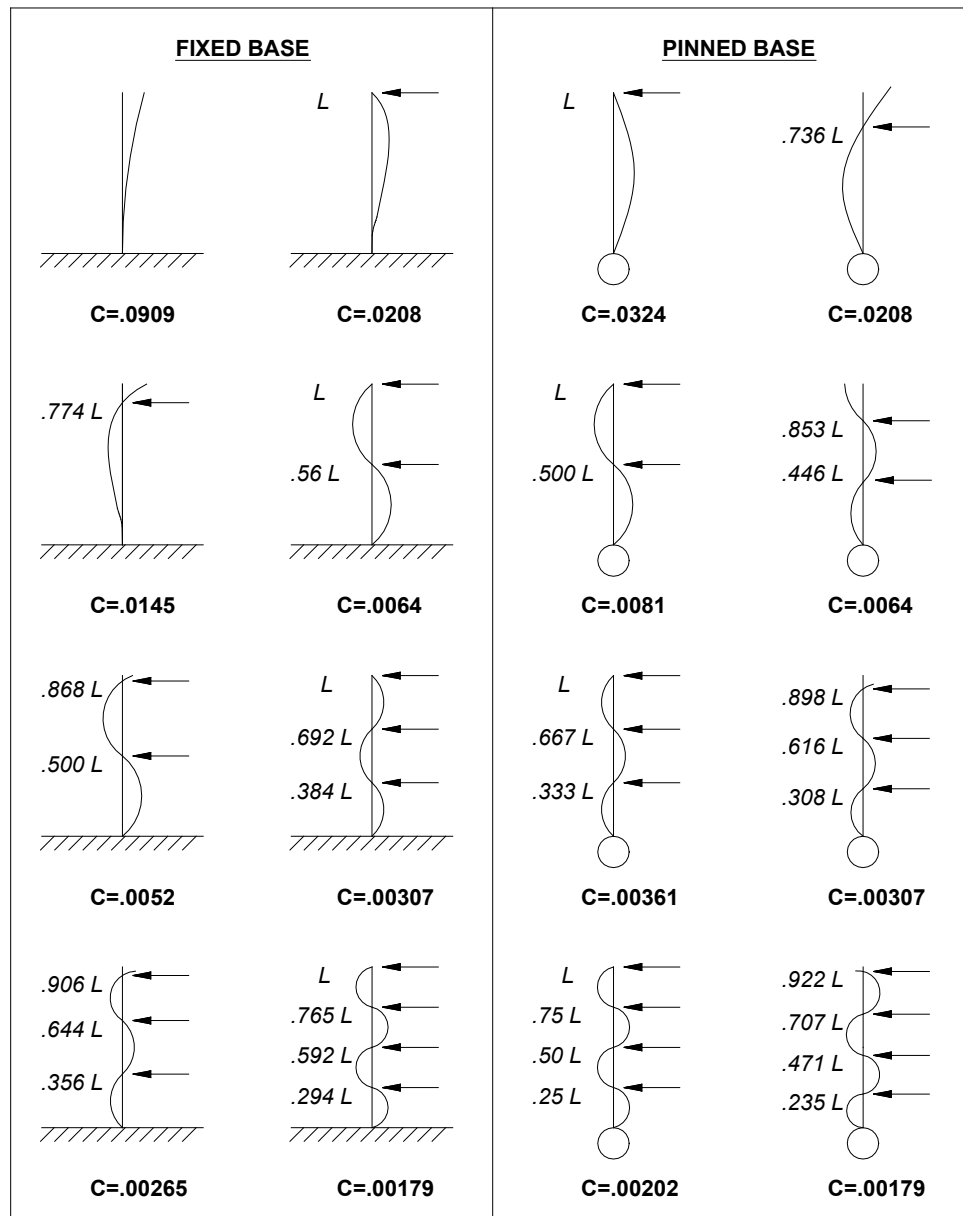 FIXED BASE
PINNED BASE
L
L
.736 L
C=.0909
C=.0208
C=.0324
C=.0208
.774 L
L
.56 L
L
.500 L
.853 L
.446 L
C=.0145
C=.0064
C=.0081
C=.0064
.868 L
.500 L
L
.692 L
.384 L
L
.667 L
.333 L
.898 L
.616 L
.308 L
C=.0052
C=.00307
C=.00361
C=.00307
.906 L
.644 L
.356 L
L
.765 L
.592 L
.294 L
L
.75 L
.50 L
.25 L
.922 L
.707 L
.471 L
.235 L
C=.00265
C=.00179
C=.00202
C=.00179